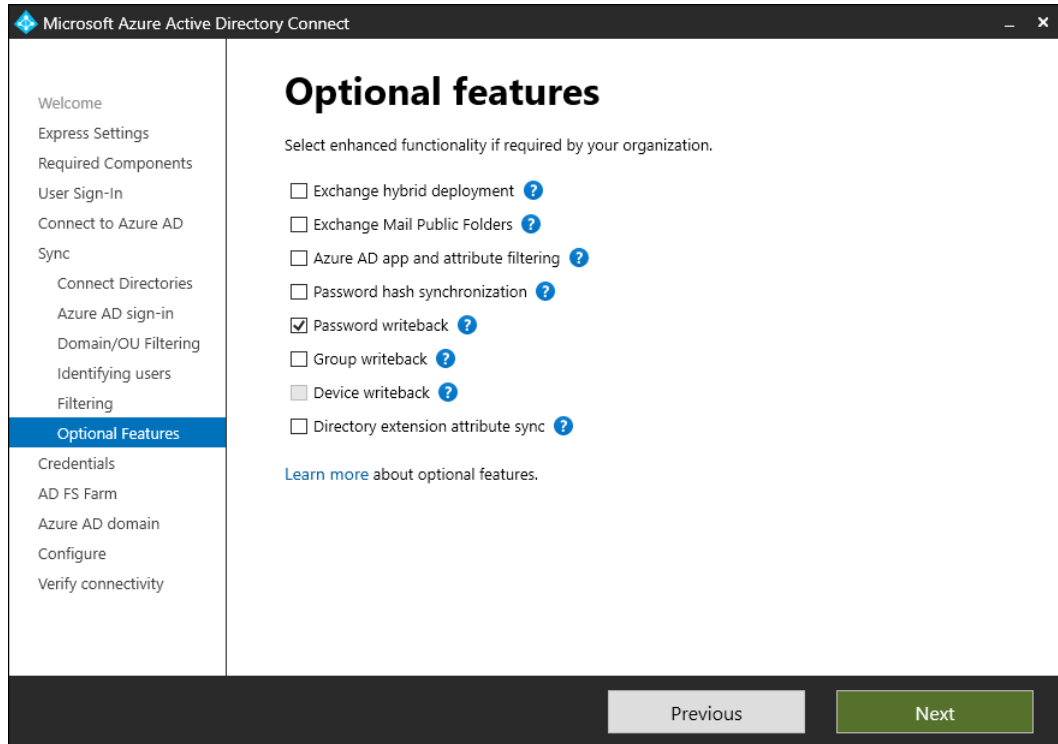 Microsoft Azure Active Directory Connect
Welcome
Express Settings
Required Components
User Sign-In
Connect to Azure AD
Sync
Connect Directories
Azure AD sign-in
Domain/OU Filtering
Identifying users
Filtering
Optional Features
Credentials
AD FS Farm
Azure AD domain
Configure
Verify connectivity
Optional features
Select enhanced functionality if required by your organization.
Exchange hybrid deployment ?
Exchange Mail Public Folders ?
Azure AD app and attribute filtering ?
Password hash synchronization ?
Password writeback ?
Group writeback ?
Device writeback ?
Directory extension attribute sync ?
Learn more about optional features.
Previous
Next